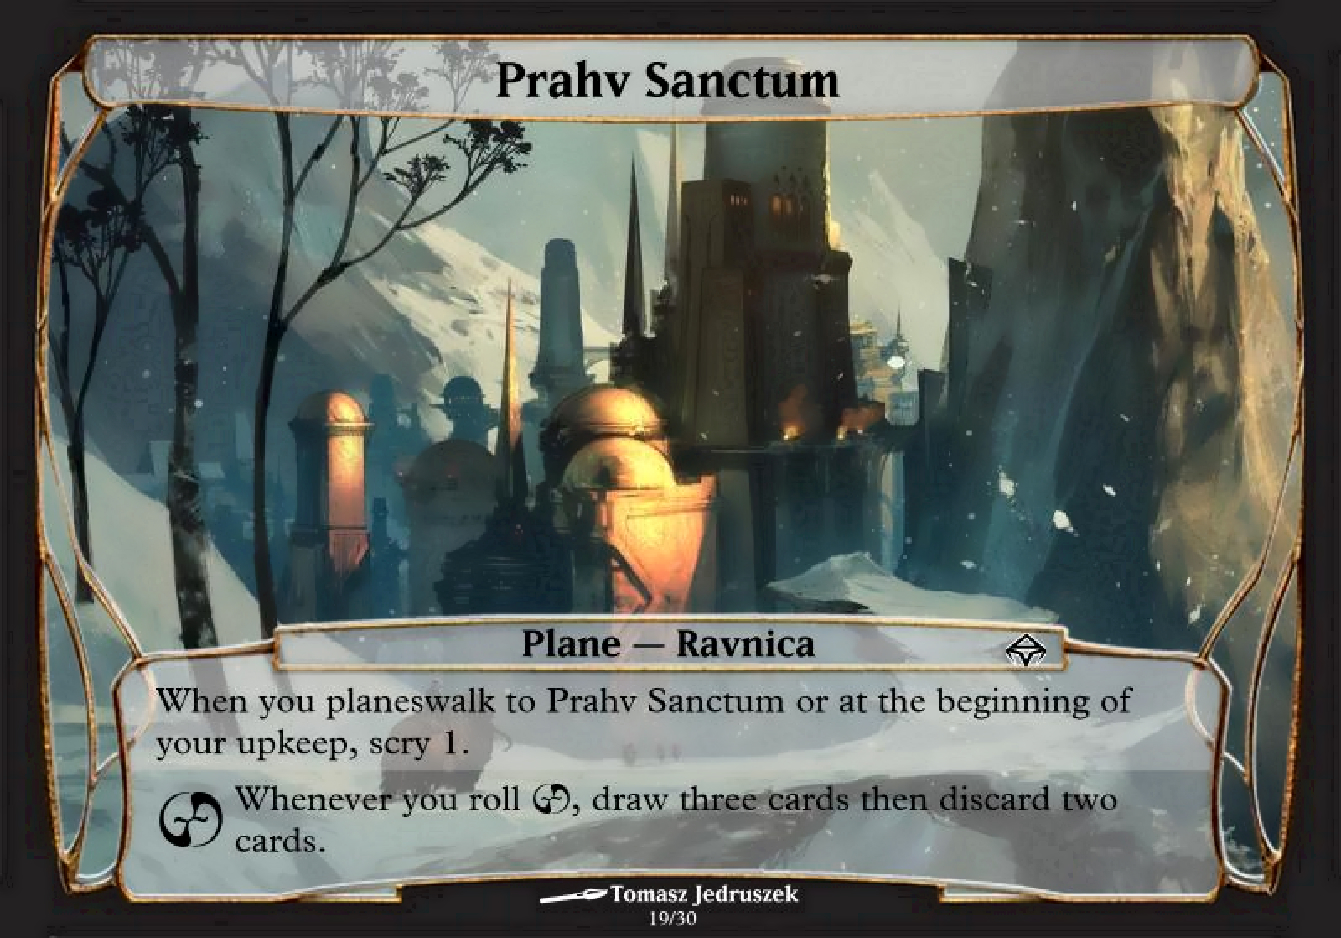 Prahv Sanctum
Plane — Ravnica
When you planeswalk to Prahv Sanctum or at the beginning of
your upkeep, scry 1.
Whenever you roll , draw three cards then discard two
cards.
Tomasz Jedruszek
19/30